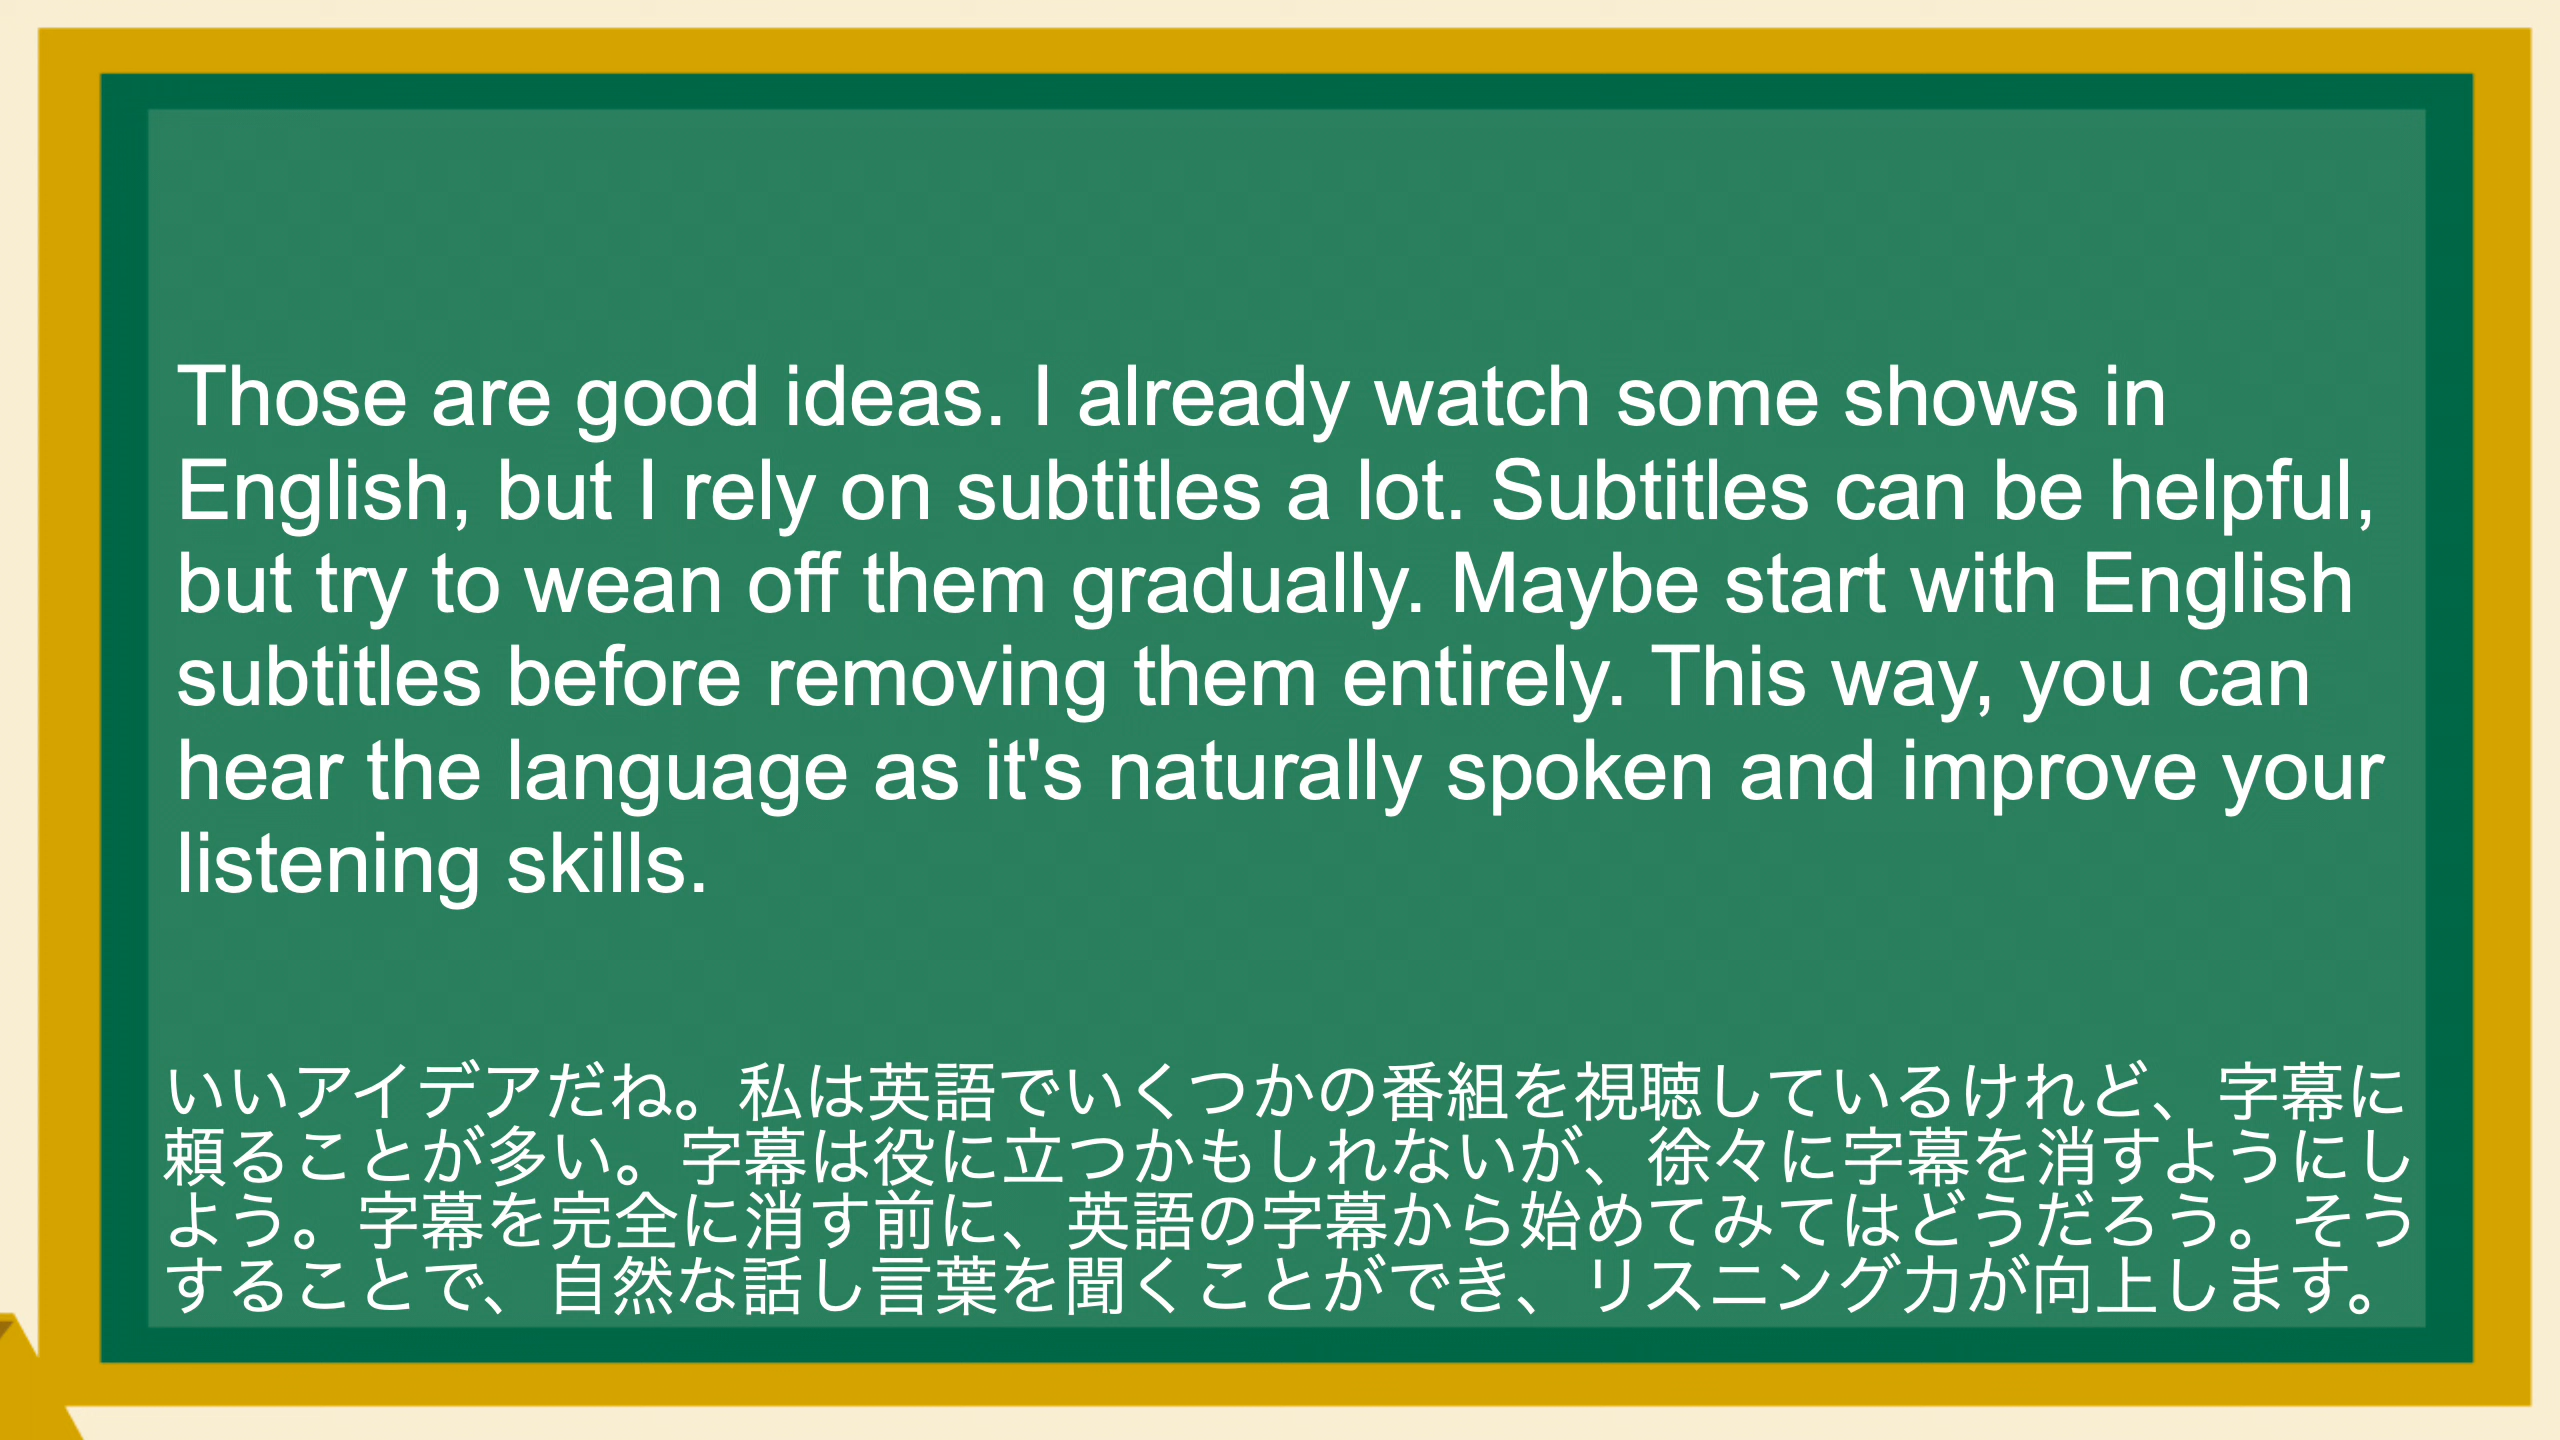 Those are good ideas. I already watch some shows in
English, but I rely on subtitles a lot. Subtitles can be helpful,
but try to wean off them gradually. Maybe start with English
subtitles before removing them entirely. This way, you can
hear the language as it's naturally spoken and improve your
listening skills.
いいアイデアだね。私は英語でいくつかの番組を視聴しているけれど、字幕に
頼ることが多い。字幕は役に立つかもしれないが、徐々に字幕を消すようにし
よう。字幕を完全に消す前に、英語の字幕から始めてみてはどうだろう。そう
することで、自然な話し言葉を聞くことができ、リスニング力が向上します。